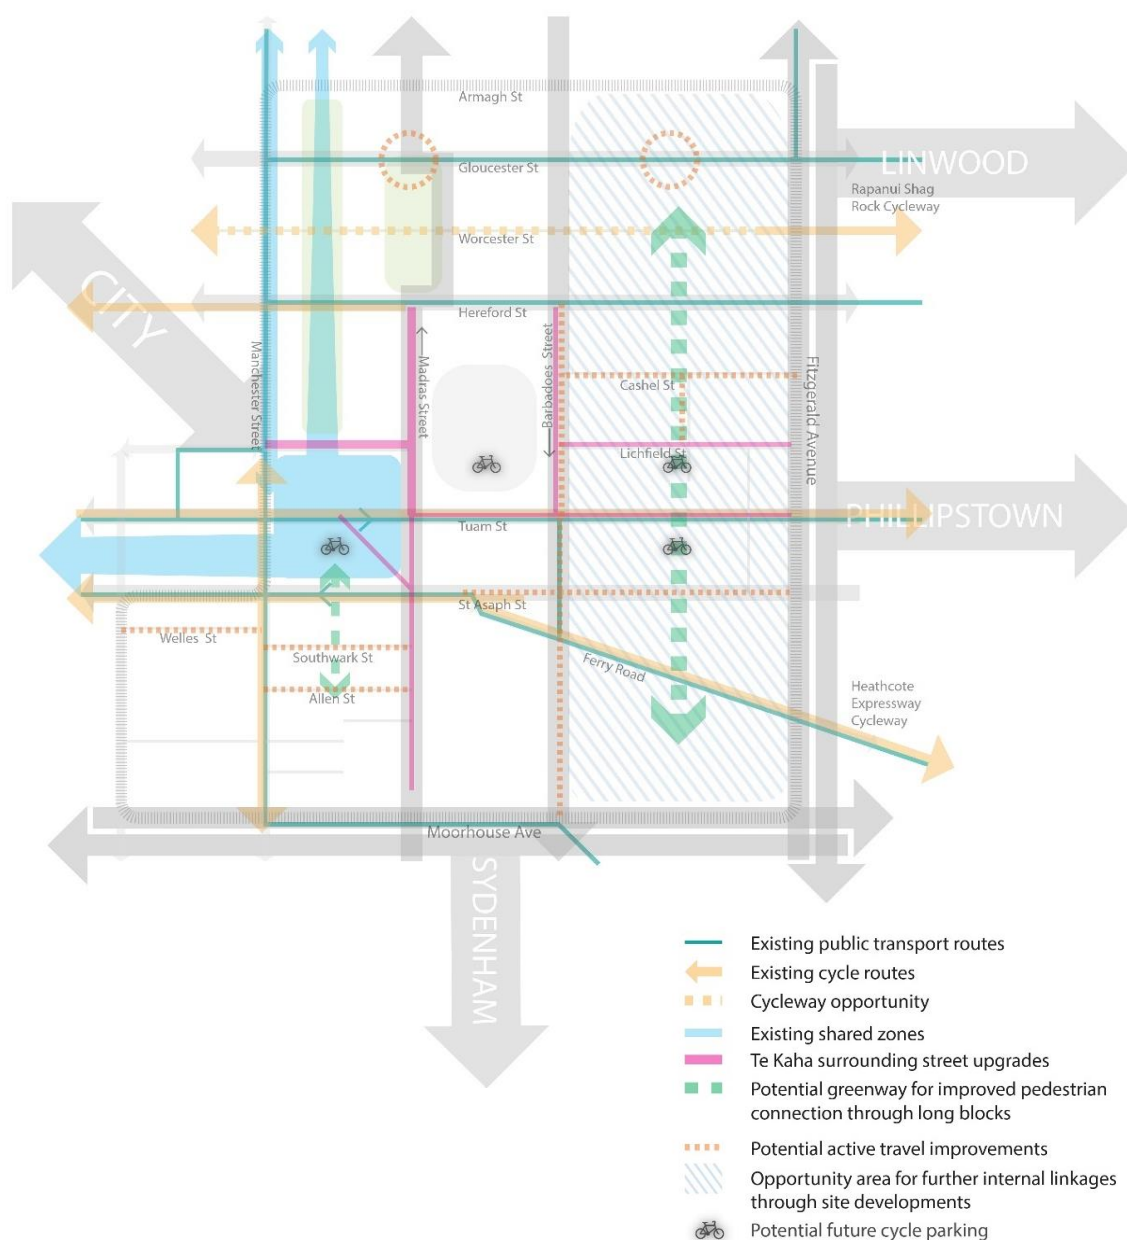 Armagh St
Gloucester St
LINWOOD
Rapanui Shag
Rock Cycleway
Worcester St
CITY
Hereford St
Manchester Street
Madras Street
Barbadoes Street
Fitzgerald Avenue
Cashel St
Lichfield St
Tuam St
PHILLIPSTOWN
St Asaph St
Welles St
Southwark St
Ferry Road
Allen St
Heathcote
Expressway
Cycleway
Moorhouse Ave
SYDENHAM
Existing public transport routes
Existing cycle routes
Cycleway opportunity
Existing shared zones
Te Kaha surrounding street upgrades
Potential greenway for improved pedestrian
connection through long blocks
Potential active travel improvements
Opportunity area for further internal linkages
through site developments
Potential future cycle parking